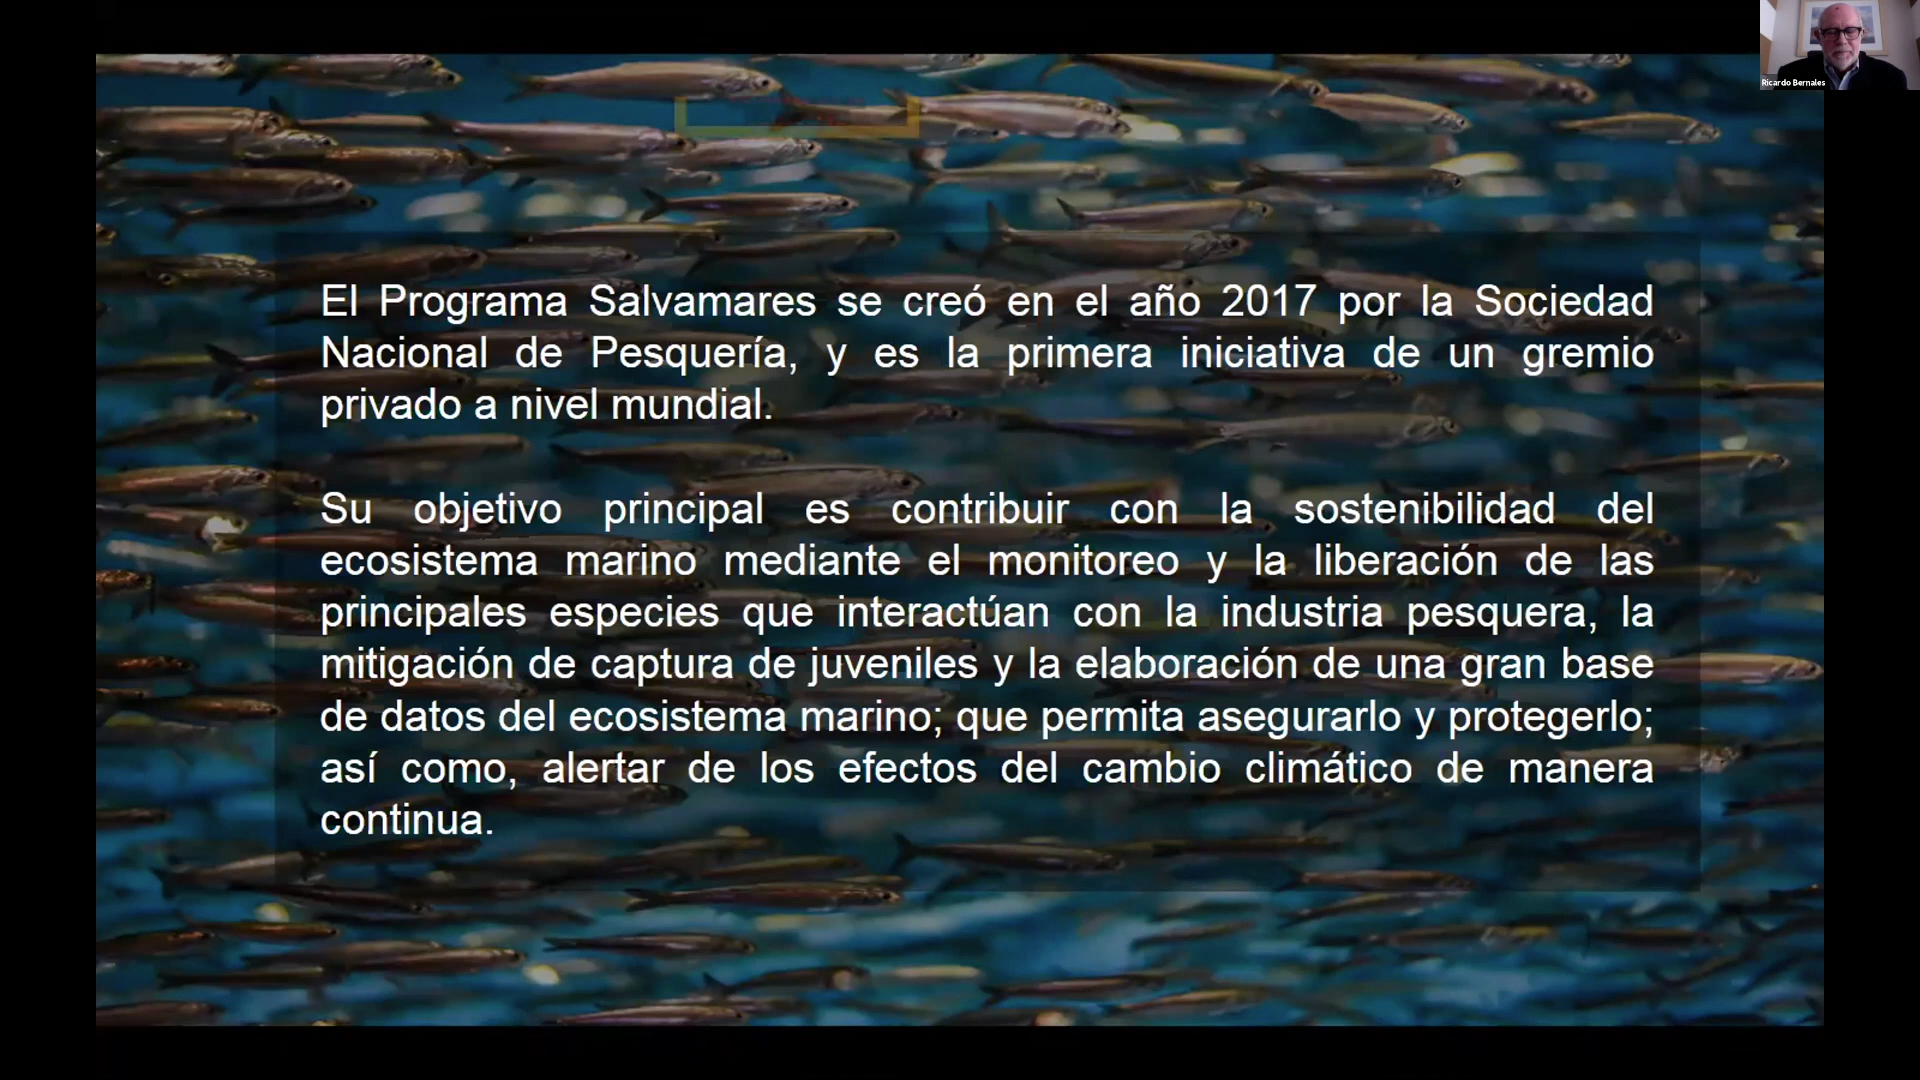 Ricardo Bernales
El Programa Salvamares se creó en el año 2017 por la Sociedad
Nacional de Pesquería, y es la primera iniciativa de un gremio
privado a nivel mundial.
Su objetivo principal es contribuir con la sostenibilidad del
ecosistema marino mediante el monitoreo y la liberación de las
principales especies que interactúan con la industria pesquera, la
mitigación de captura de juveniles y la elaboración de una gran base
de datos del ecosistema marino; que permita asegurarlo y protegerlo;
así como, alertar de los efectos del cambio climático de manera
continua.